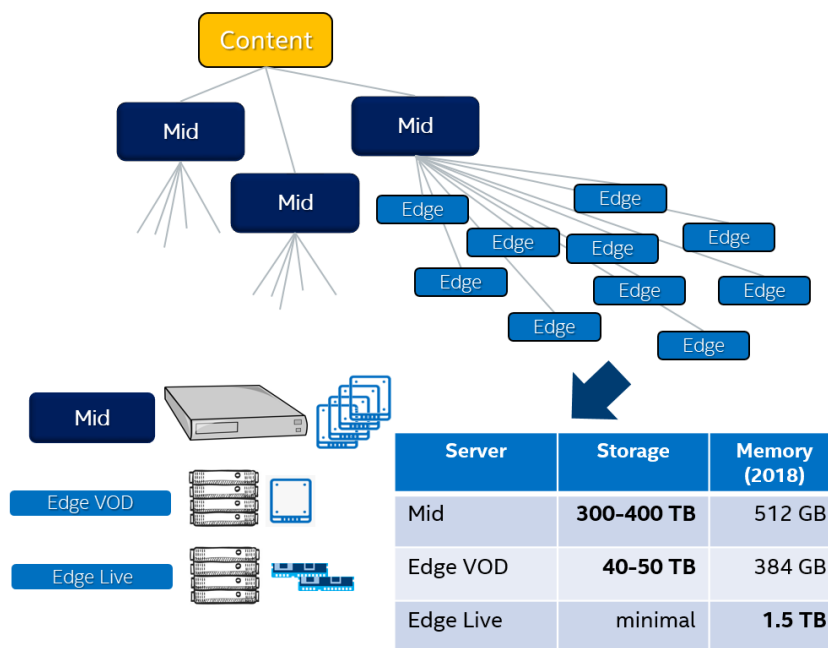 Content
Mid
Mid
Mid
Edge
Edge
Edge
Edge
Edge
Edge
Edge
Edge
Edge
Edge
Mid
Edge VOD
Edge Live
Server Storage Memory (2018)
Mid 300-400 TB 512 GB
Edge VOD 40-50 TB 384 GB
Edge Live minimal 1.5 TB